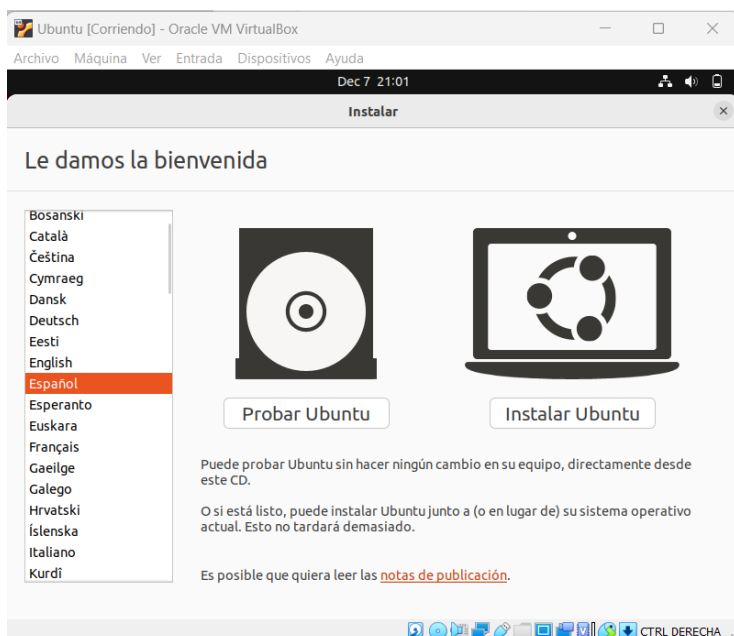 Ubuntu [Corriendo] - Oracle VM VirtualBox
Archivo Máquina Ver Entrada Dispositivos Ayuda
Dec 7 21:01
Instalar
Le damos la bienvenida
Bosanski
Català
Čeština
Cymraeg
Dansk
Deutsch
Eesti
English
Español
Esperanto
Euskara
Français
Gaeilge
Galego
Hrvatski
Íslenska
Italiano
Kurdî
Probar Ubuntu
Instalar Ubuntu
Puede probar Ubuntu sin hacer ningún cambio en su equipo, directamente desde
este CD.
O si está listo, puede instalar Ubuntu junto a (o en lugar de) su sistema operativo
actual. Esto no tardará demasiado.
Es posible que quiera leer las notas de publicación.
CTRL DERECHA